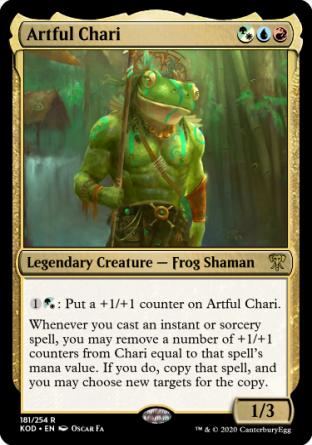 Artful Chari
Legendary Creature — Frog Shaman
1: Put a +1/+1 counter on Artful Chari.
Whenever you cast an instant or sorcery
spell, you may remove a number of +1/+1
counters from Chari equal to that spell's
mana value. If you do, copy that spell, and
you may choose new targets for the copy.
1/3
181/254 R
KOD • EN Oscar Fa
™ & © 2020 CanterburyEgg